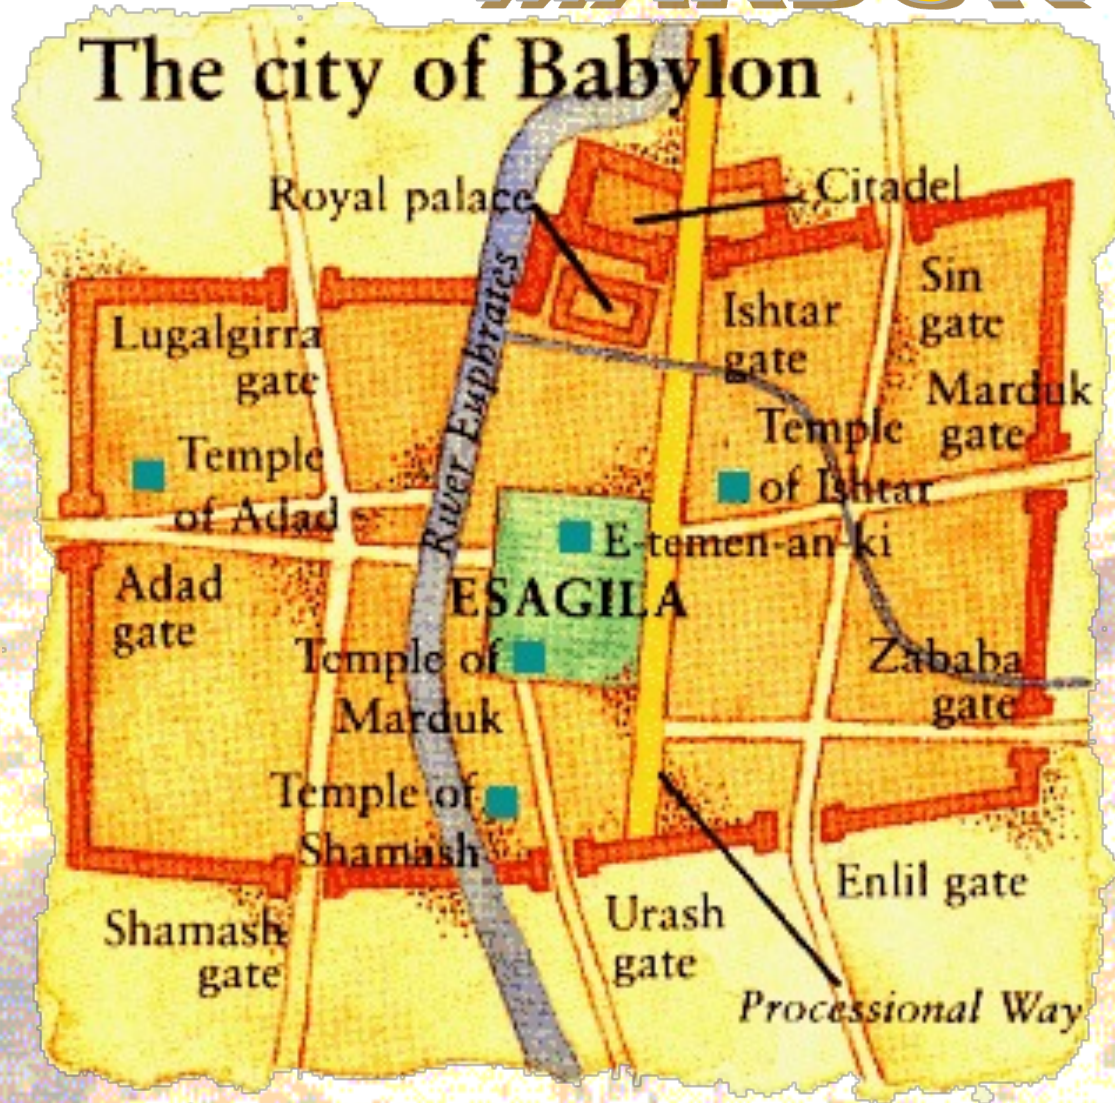 The city of Babylon
Royal palace
Citadel
Sin
gate
Ishtar
gate
Lugalgirra
gate
River Euphrates
Marduk
gate
Temple
of Ishtar
Temple
of Adad
E-temen-an-ki
Adad
gate
ESAGILA
Temple of
Marduk
Zababa
gate
Temple of
Shamash
Enlil gate
Shamash
gate
Urash
gate
Processional Way